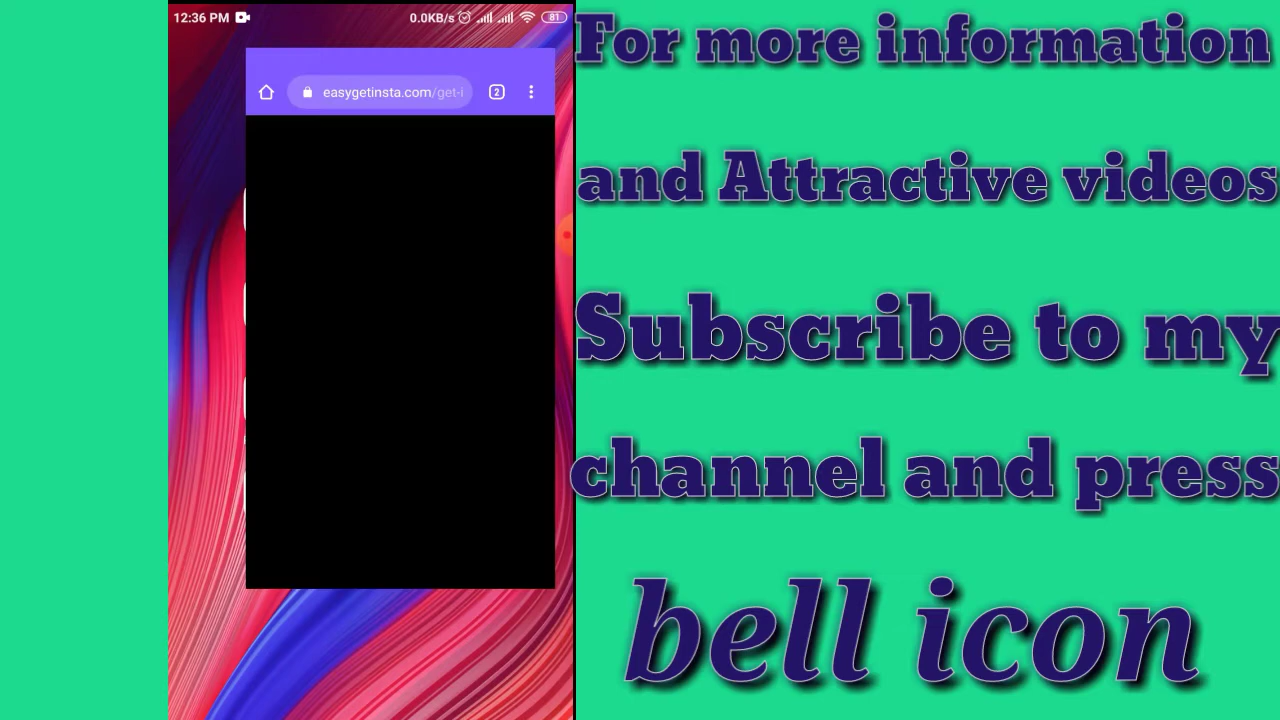 12:36 PM 0.0KB/s 81
easygetinsta.com/get-i
2
For more information
and Attractive videos
Subscribe to my
channel and press
bell icon